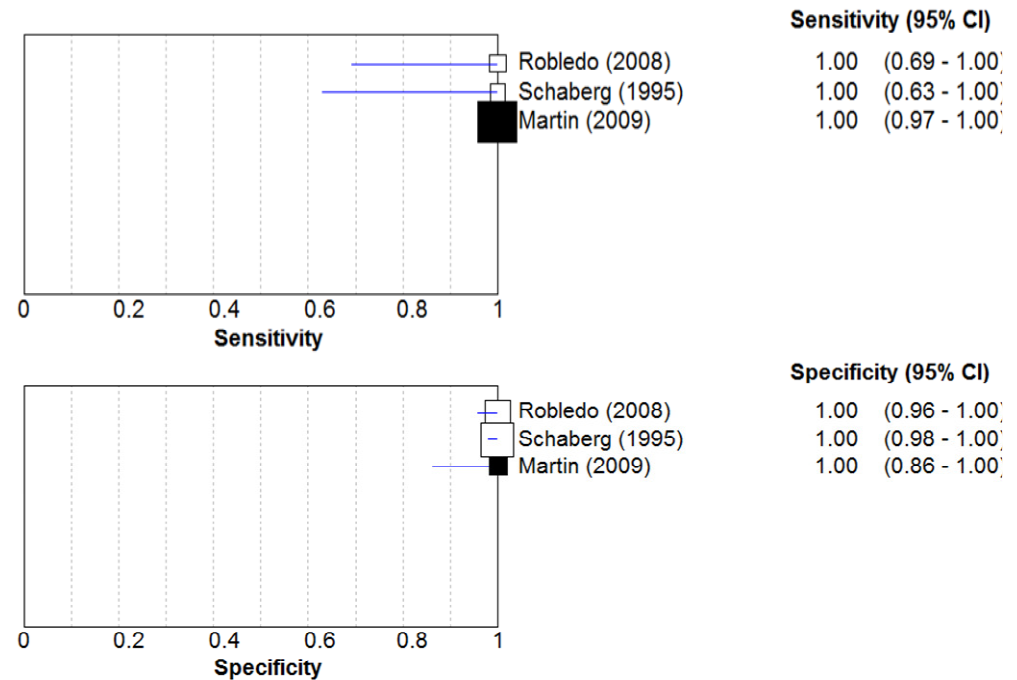 Sensitivity (95% CI)
Robledo (2008) 1.00 (0.69 - 1.00)
Schaberg (1995) 1.00 (0.63 - 1.00)
Martin (2009) 1.00 (0.97 - 1.00)
0 0.2 0.4 0.6 0.8 1
Sensitivity
Specificity (95% CI)
Robledo (2008) 1.00 (0.96 - 1.00)
Schaberg (1995) 1.00 (0.98 - 1.00)
Martin (2009) 1.00 (0.86 - 1.00)
0 0.2 0.4 0.6 0.8 1
Specificity